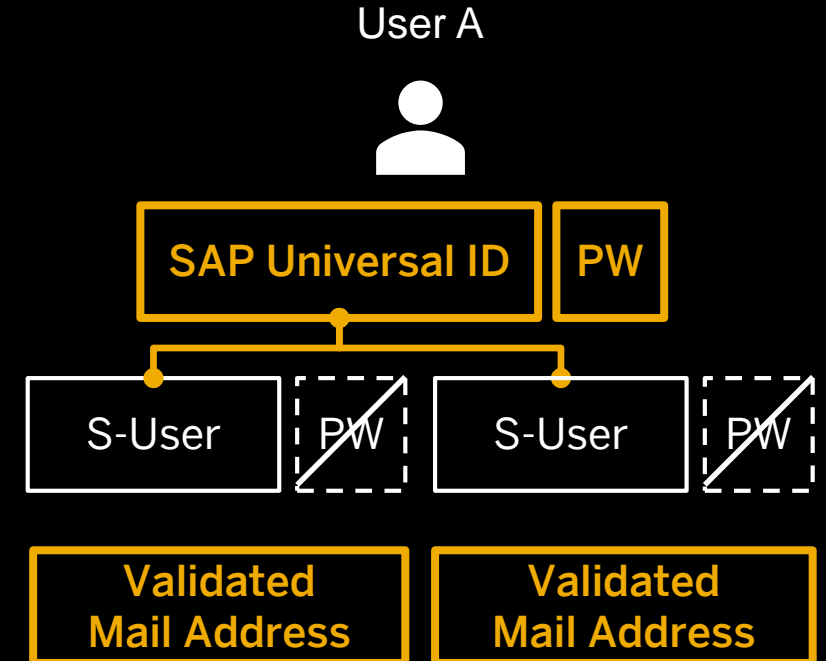 User A
SAP Universal ID
PW
S-User
PW
S-User
PW
Validated
Mail Address
Validated
Mail Address